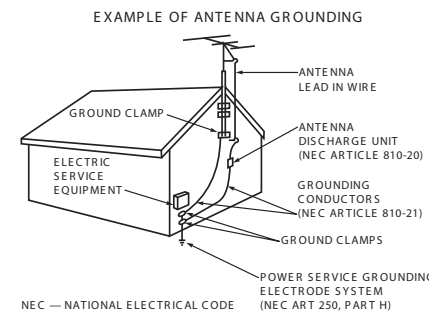 EXAMPLE OF ANTENNA GROUNDING
ANTENNA
LEAD IN WIRE
GROUND CLAMP
ANTENNA
DISCHARGE UNIT
(NEC ARTICLE 810-20)
ELECTRIC
SERVICE
EQUIPMENT
GROUNDING
CONDUCTORS
(NEC ARTICLE 810-21)
GROUND CLAMPS
POWER SERVICE GROUNDING
ELECTRODE SYSTEM
(NEC ART 250, PART H)
NEC — NATIONAL ELECTRICAL CODE